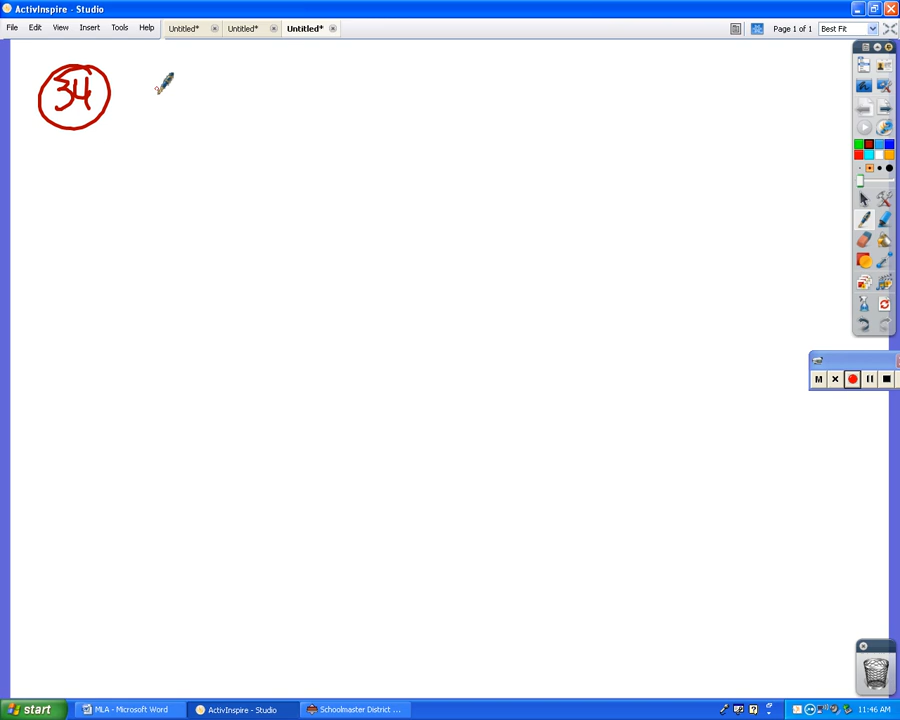 ActivInspire - Studio
File Edit View Insert Tools Help Untitled* Untitled* Untitled* Page 1 of 1 Best Fit
34
M
start MLA - Microsoft Word ActivInspire - Studio Schoolmaster District ... 11:46 AM